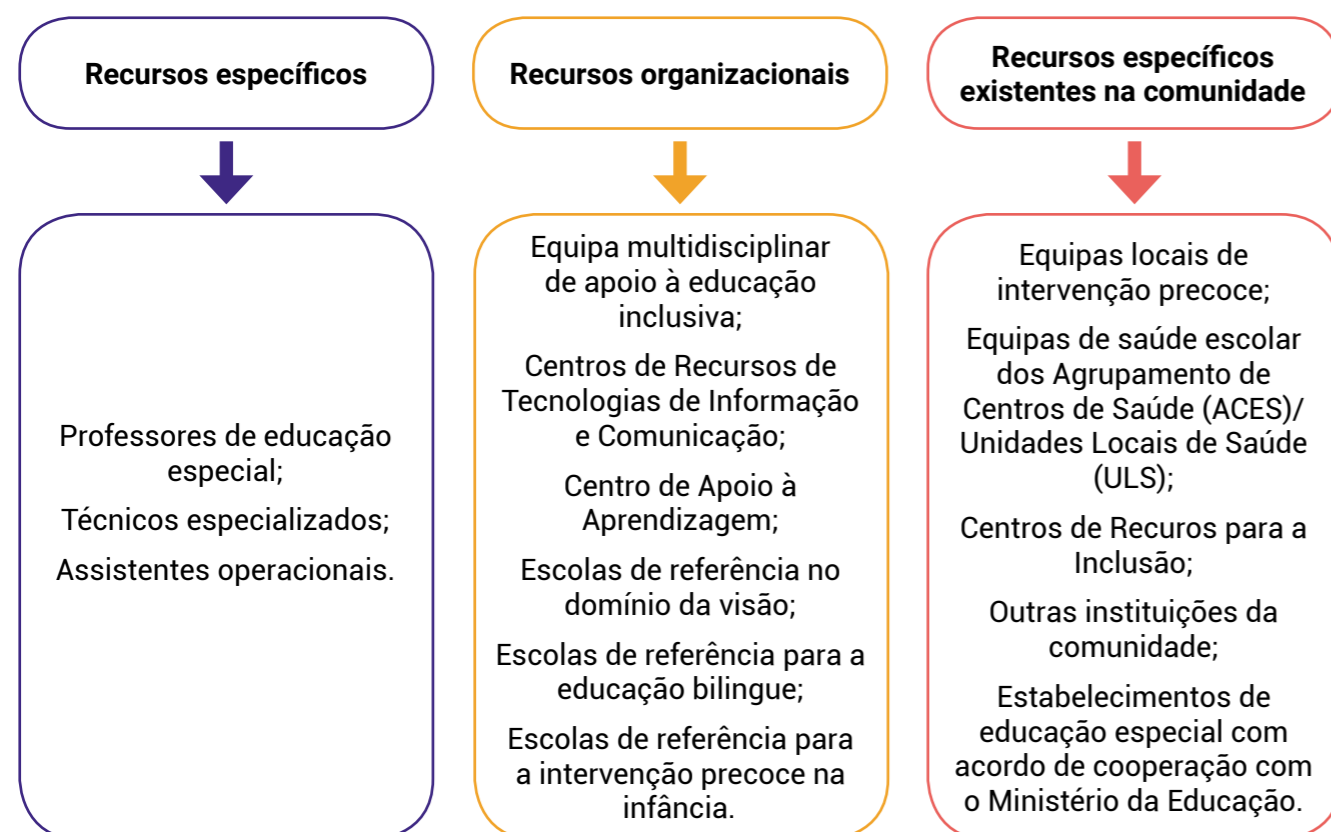 Recursos específicos
Professores de educação
especial;
Técnicos especializados;
Assistentes operacionais.
Recursos organizacionais
Equipa multidisciplinar
de apoio à educação
inclusiva;
Centros de Recursos de
Tecnologias de Informação
e Comunicação;
Centro de Apoio à
Aprendizagem;
Escolas de referência no
domínio da visão;
Escolas de referência para a
educação bilingue;
Escolas de referência para
a intervenção precoce na
infância.
Recursos específicos
existentes na comunidade
Equipas locais de
intervenção precoce;
Equipas de saúde escolar
dos Agrupamento de
Centros de Saúde (ACES)/
Unidades Locais de Saúde
(ULS);
Centros de Recuros para a
Inclusão;
Outras instituições da
comunidade;
Estabelecimentos de
educação especial com
acordo de cooperação com
o Ministério da Educação.